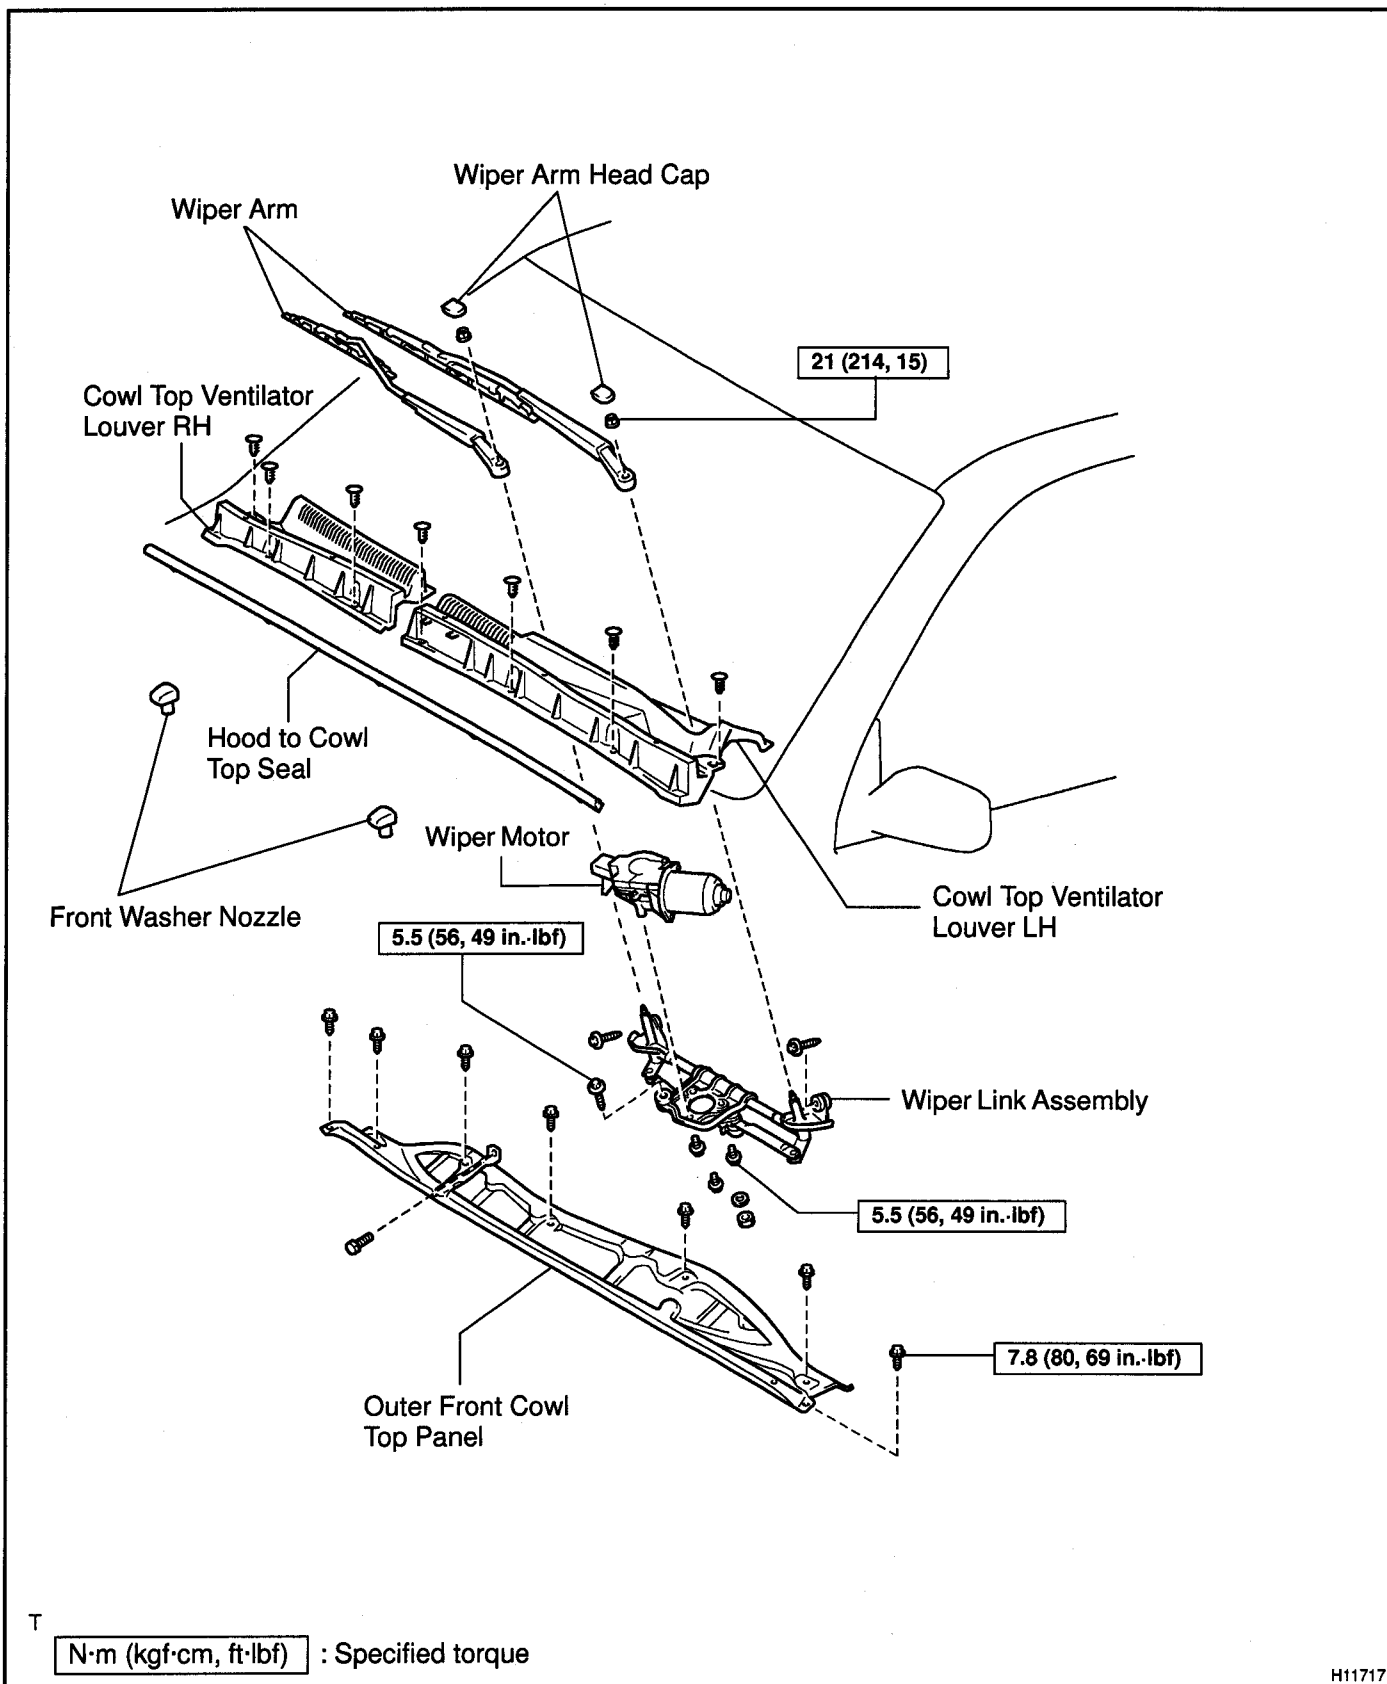 Wiper Arm Head Cap
Wiper Arm
21 (214, 15)
Cowl Top Ventilator
Louver RH
Hood to Cowl
Top Seal
Wiper Motor
Front Washer Nozzle
Cowl Top Ventilator
Louver LH
5.5 (56, 49 in.·lbf)
Wiper Link Assembly
5.5 (56, 49 in.·lbf)
7.8 (80, 69 in.·lbf)
Outer Front Cowl
Top Panel
T
N·m (kgf·cm, ft·lbf) : Specified torque
H11717